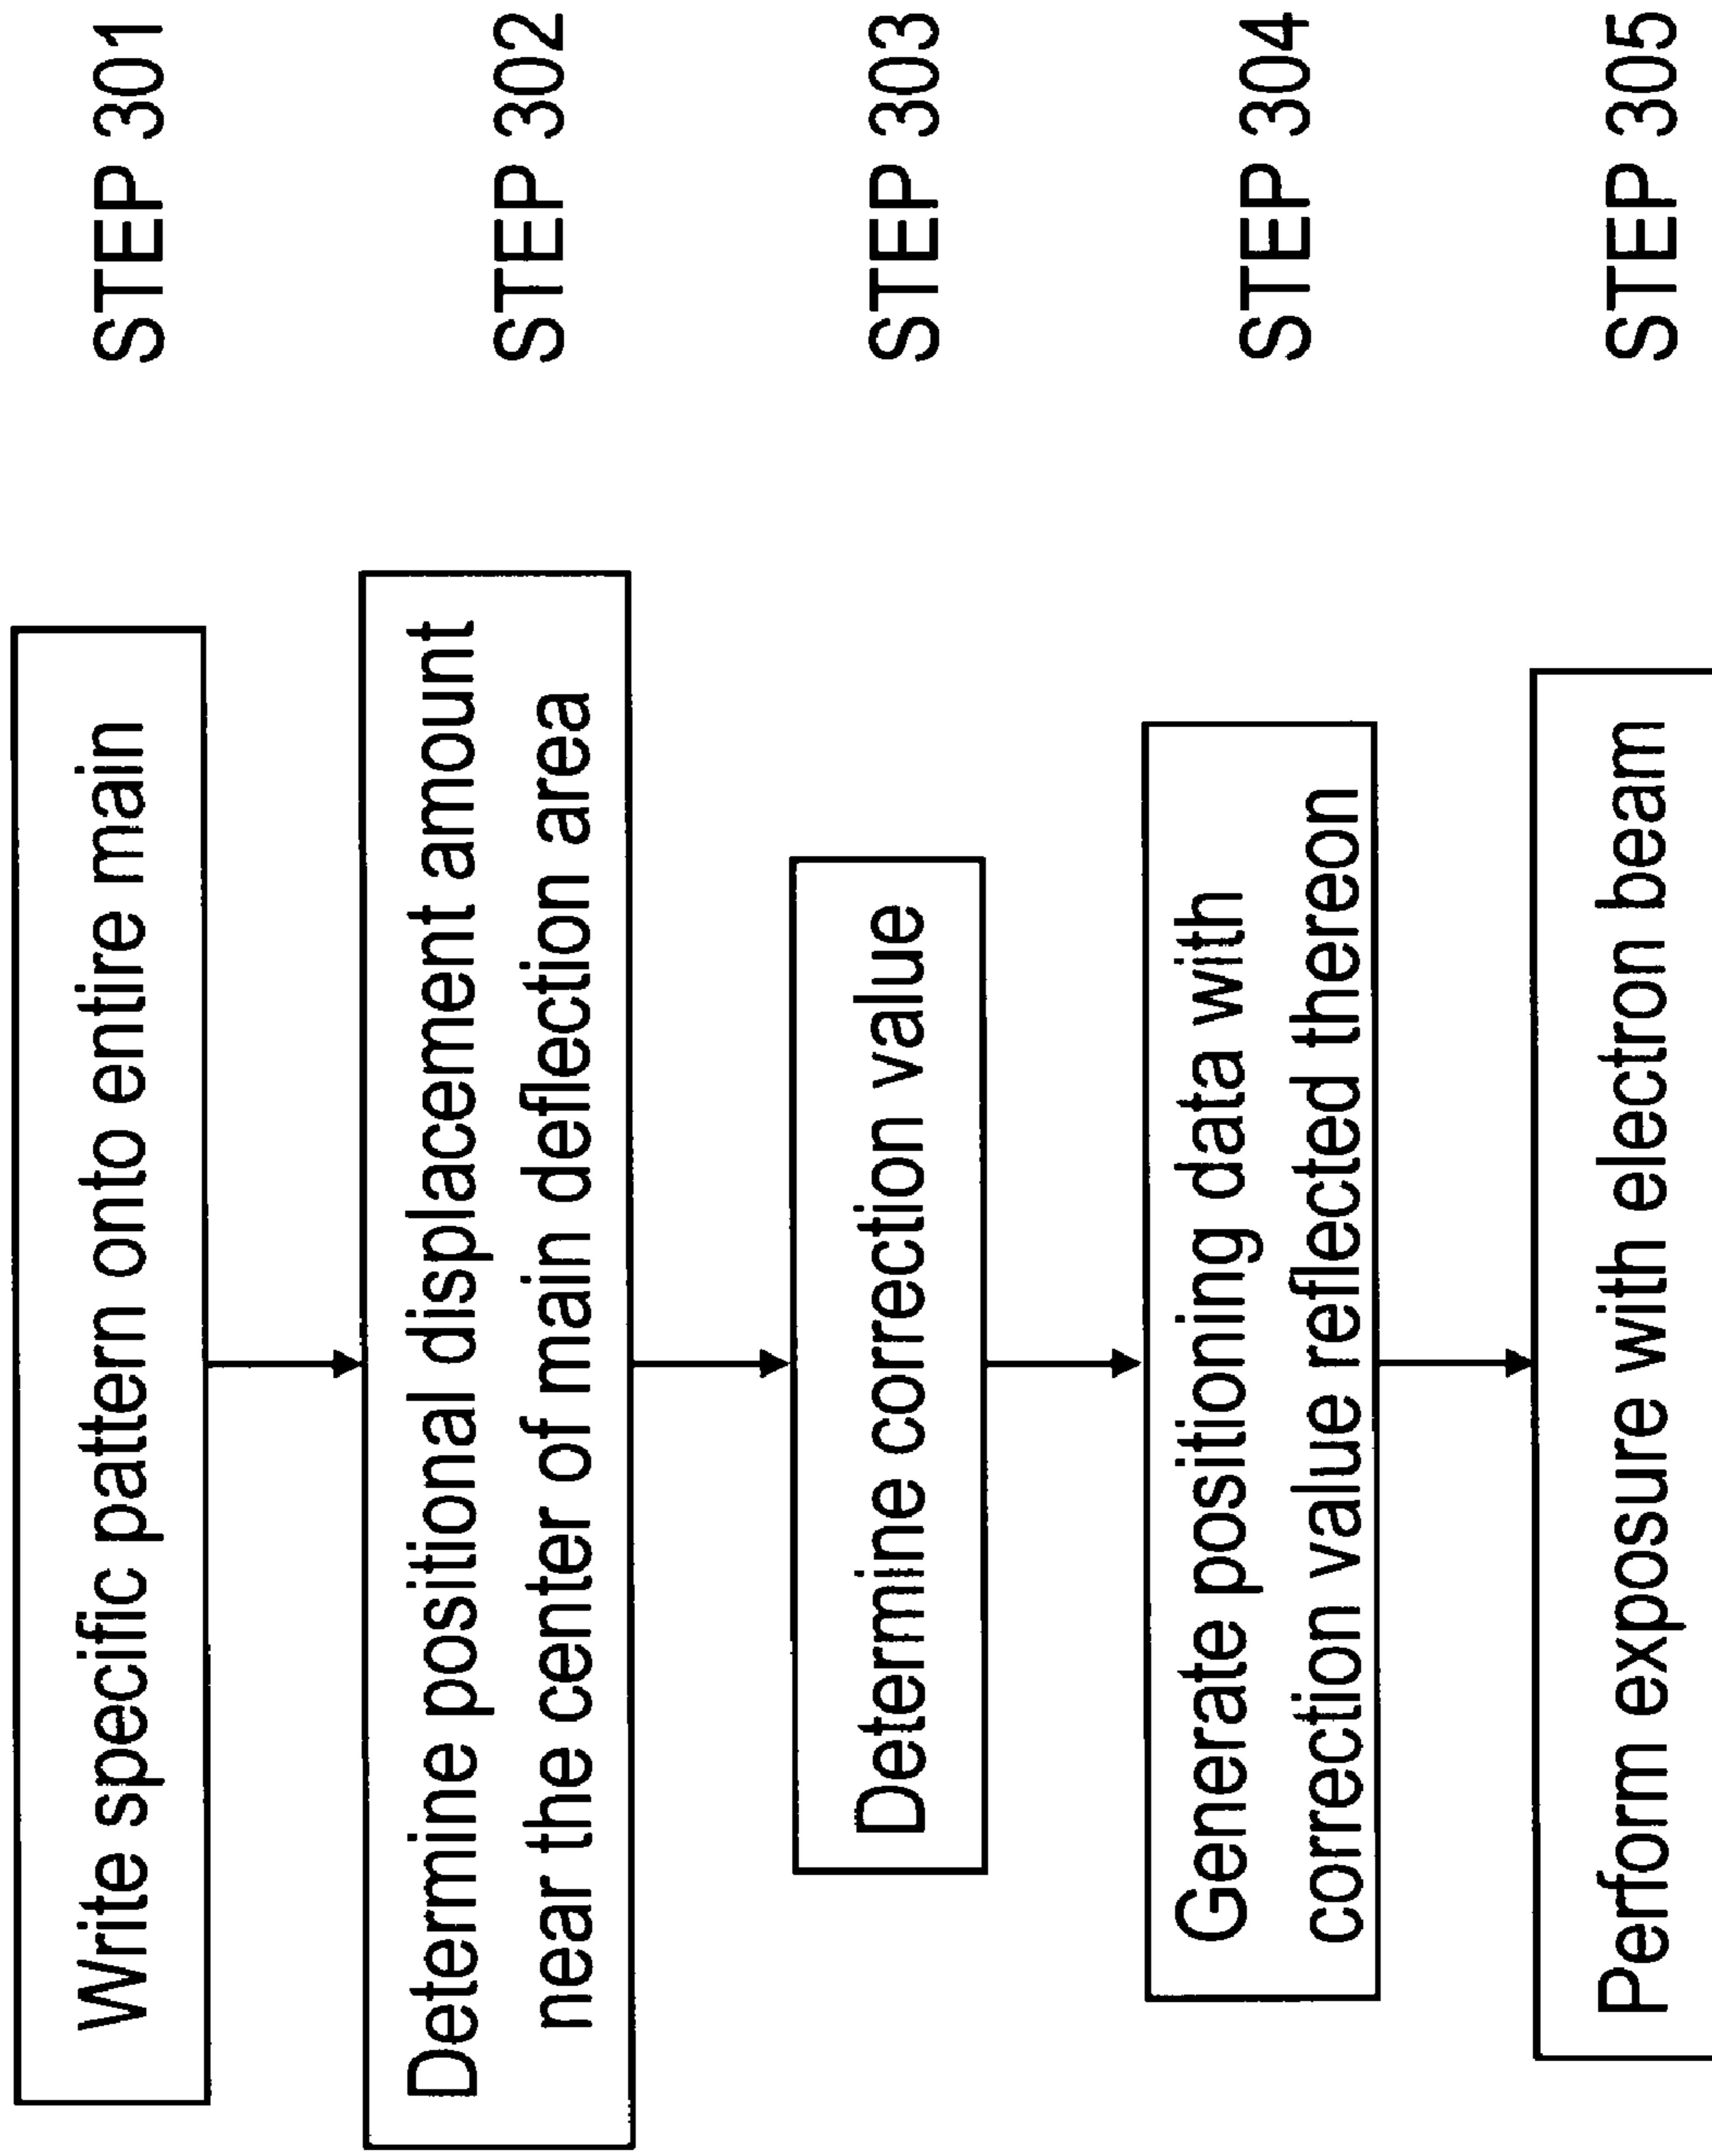 Write specific pattern onto entire main
STEP 301
Determine positional displacement amount
near the center of main deflection area
STEP 302
Determine correction value
STEP 303
Generate positioning data with
correction value reflected thereon
STEP 304
Perform exposure with electron beam
STEP 305